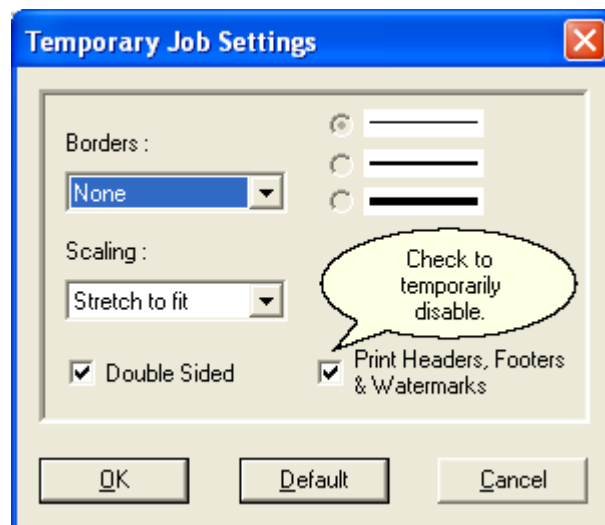 Temporary Job Settings
Borders :
None
Scaling :
Stretch to fit
Check to
temporarily
disable.
Double Sided
Print Headers, Footers
& Watermarks
OK
Default
Cancel